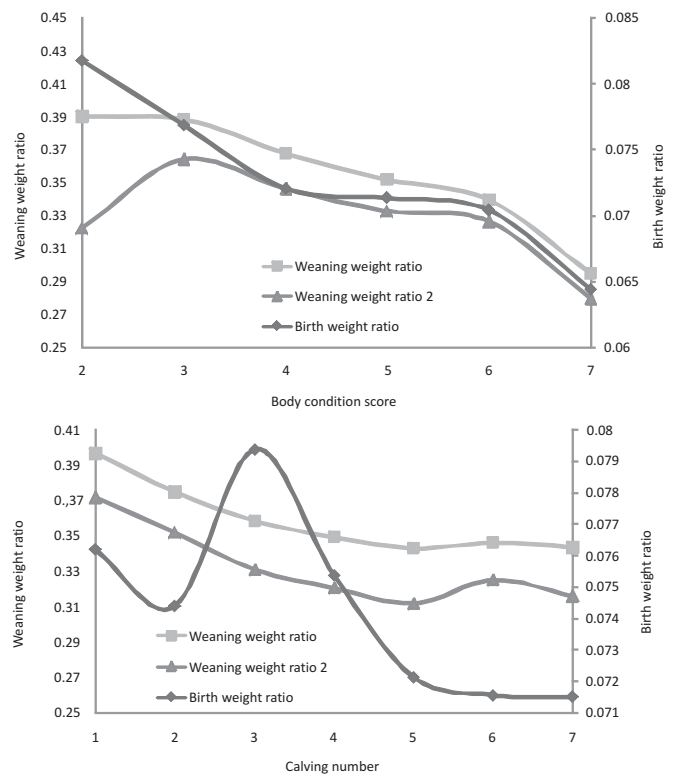 0.45
0.43
0.41
0.39
0.37
0.35
0.33
0.31
0.29
0.27
0.25
Weaning weight ratio
0.085
0.08
0.075
0.07
0.065
0.06
Birth weight ratio
Weaning weight ratio
Weaning weight ratio 2
Birth weight ratio
2 3 4 5 6 7
Body condition score
0.41
0.39
0.,37
0.35
0.33
0.31
0.29
0.27
0.25
Weaning weight ratio
0.08
0.079
0.078
0.077
0.076
0.075
0.074
0.073
0.072
0.071
Birth weight ratio
Weaning weight ratio
Weaning weight ratio 2
Birth weight ratio
1 2 3 4 5 6 7
Calving number